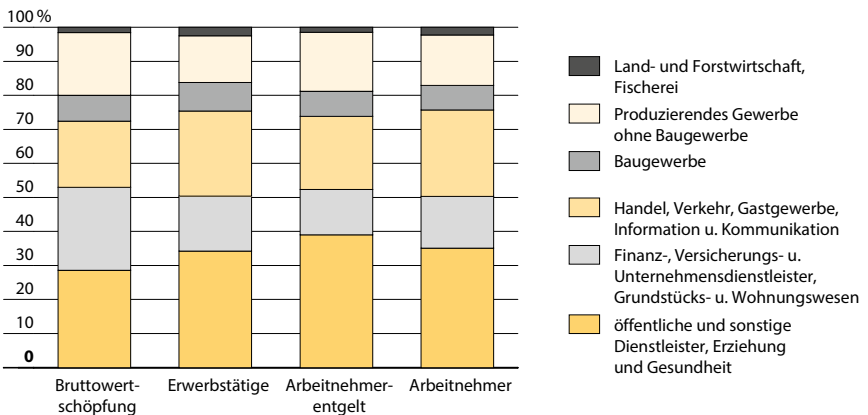 100 %
90
80
70
60
50
40
30
20
10
0
Bruttowert-
schöpfung
Erwerbstätige
Arbeitnehmer-
entgelt
Arbeitnehmer
Land- und Forstwirtschaft,
Fischerei
Produzierendes Gewerbe
ohne Baugewerbe
Baugewerbe
Handel, Verkehr, Gastgewerbe,
Information u. Kommunikation
Finanz-, Versicherungs- u.
Unternehmensdienstleister,
Grundstücks- u. Wohnungswesen
öffentliche und sonstige
Dienstleister, Erziehung
und Gesundheit